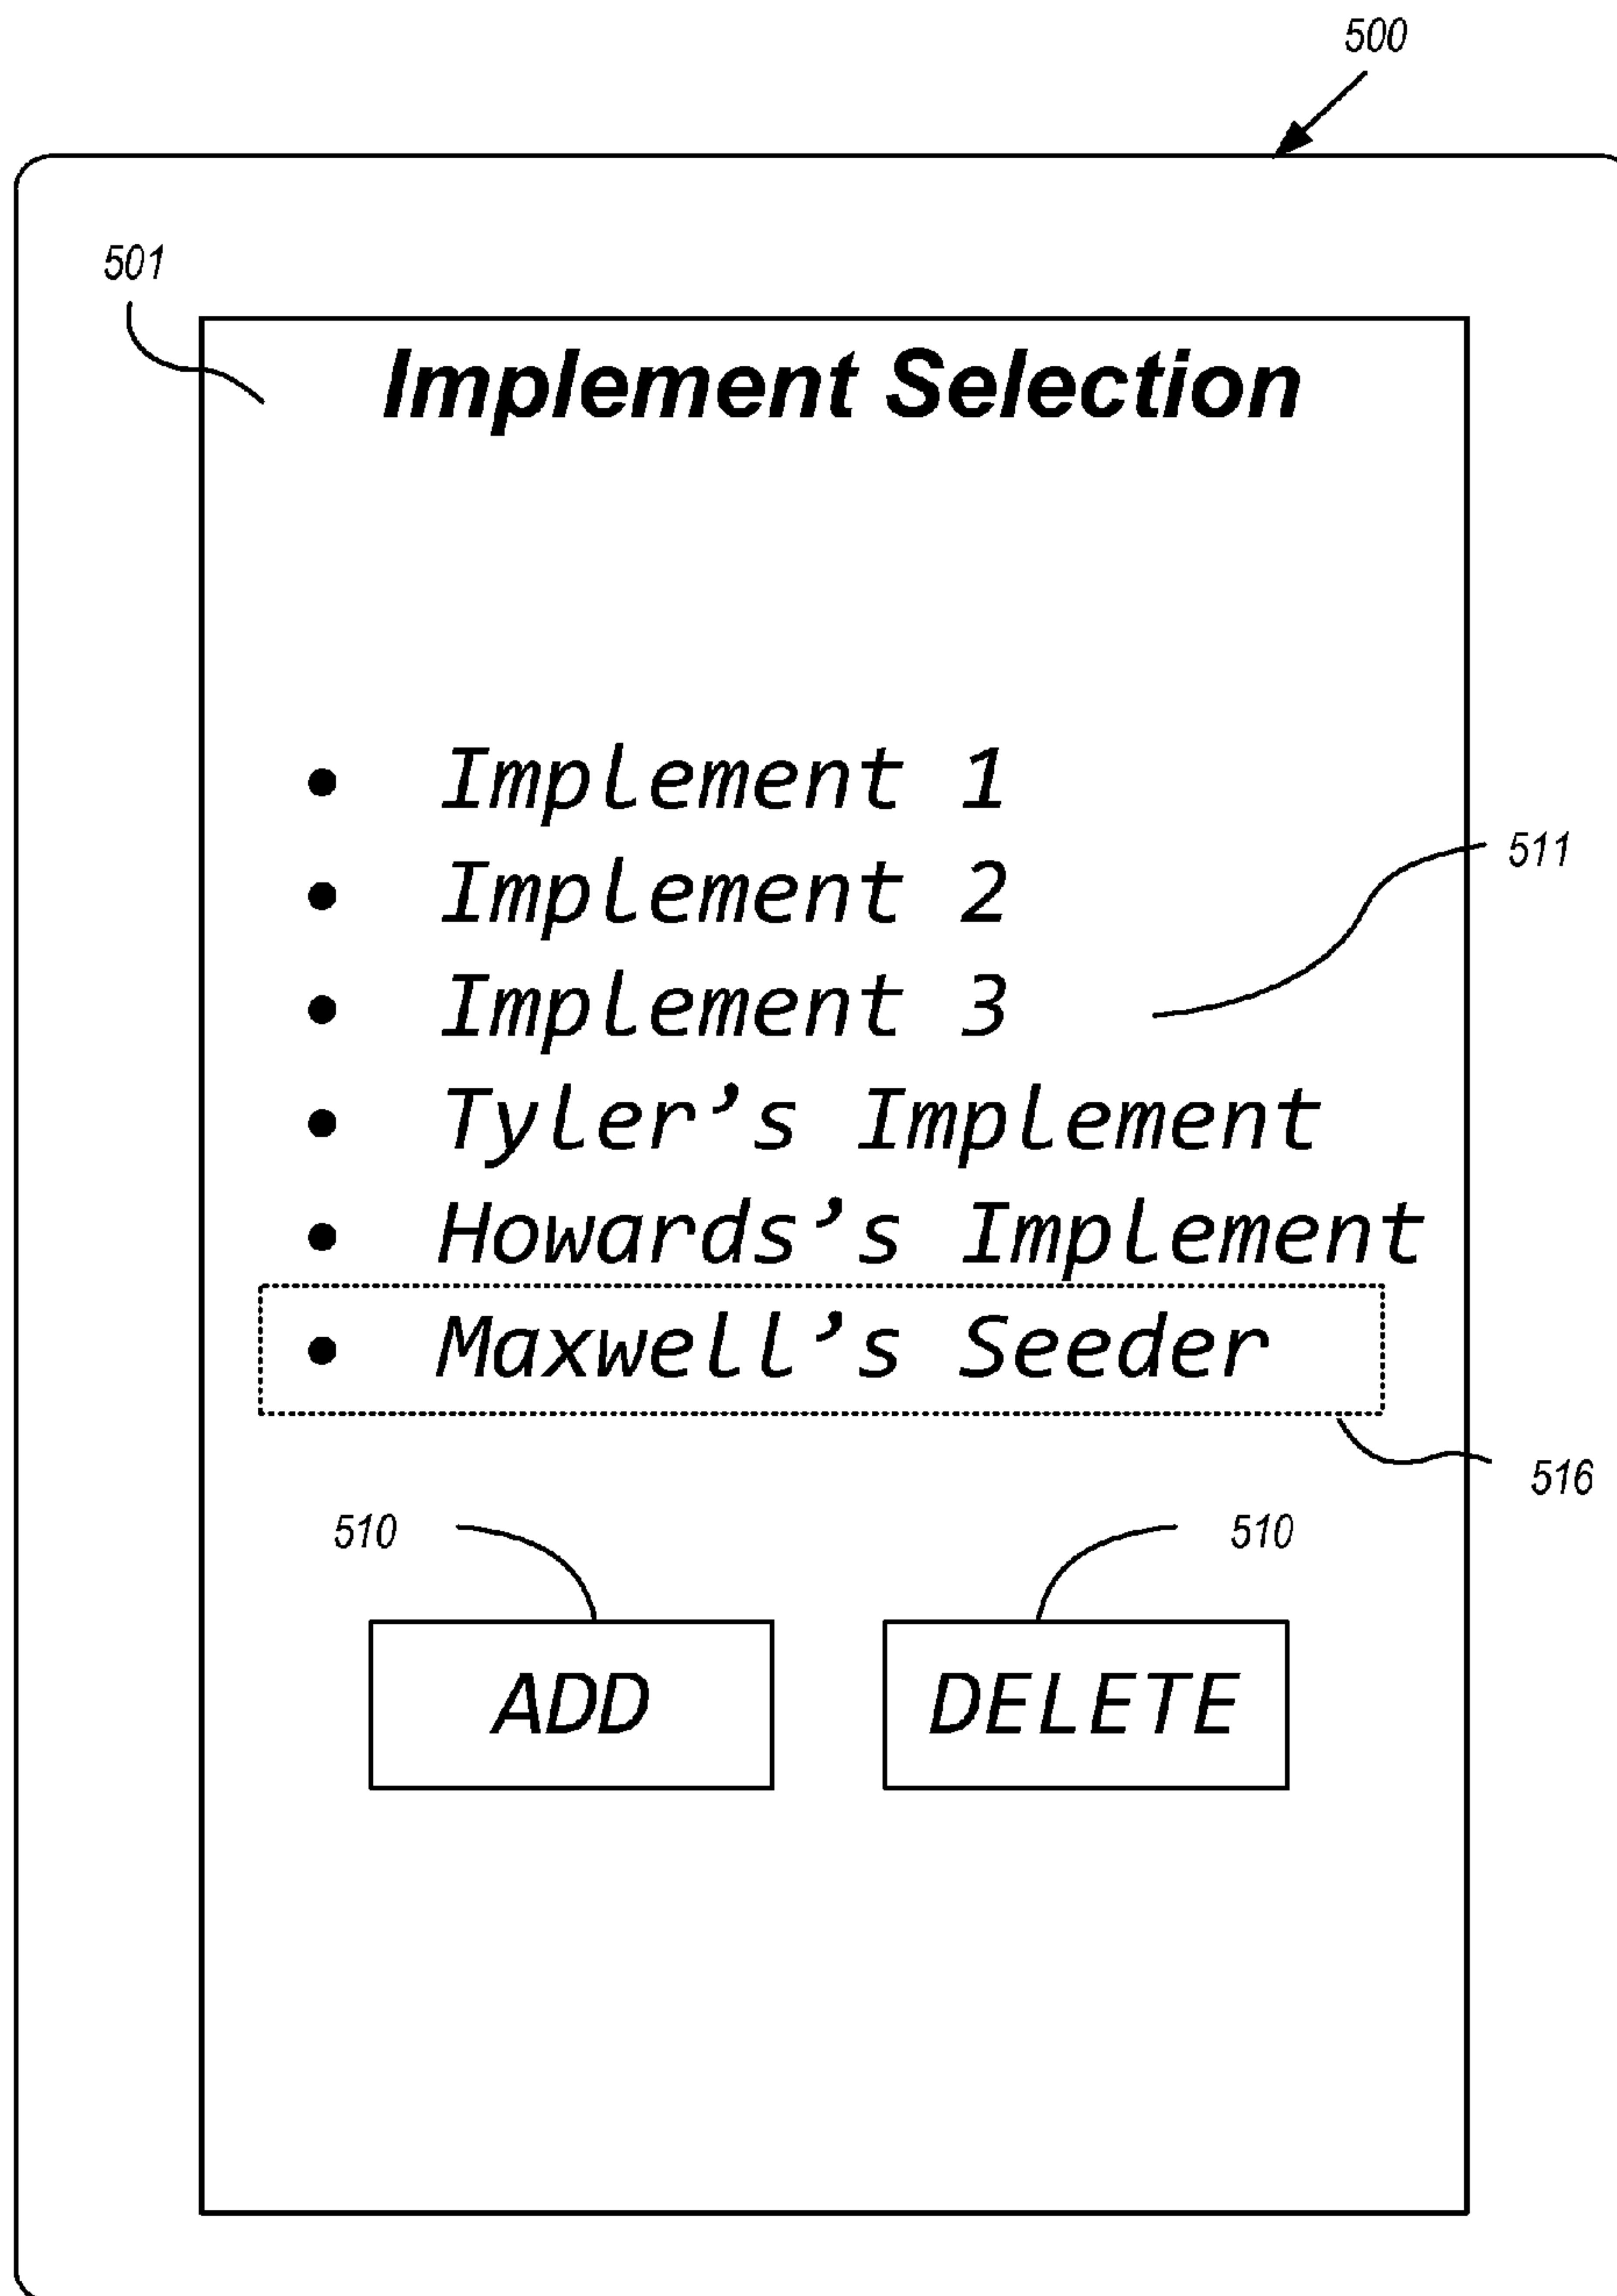 500
501
Implement Selection
• Implement 1
• Implement 2
511
• Implement 3
• Tyler’s Implement
• Howards’s Implement
• Maxwell’s Seeder
516
510 510
ADD DELETE